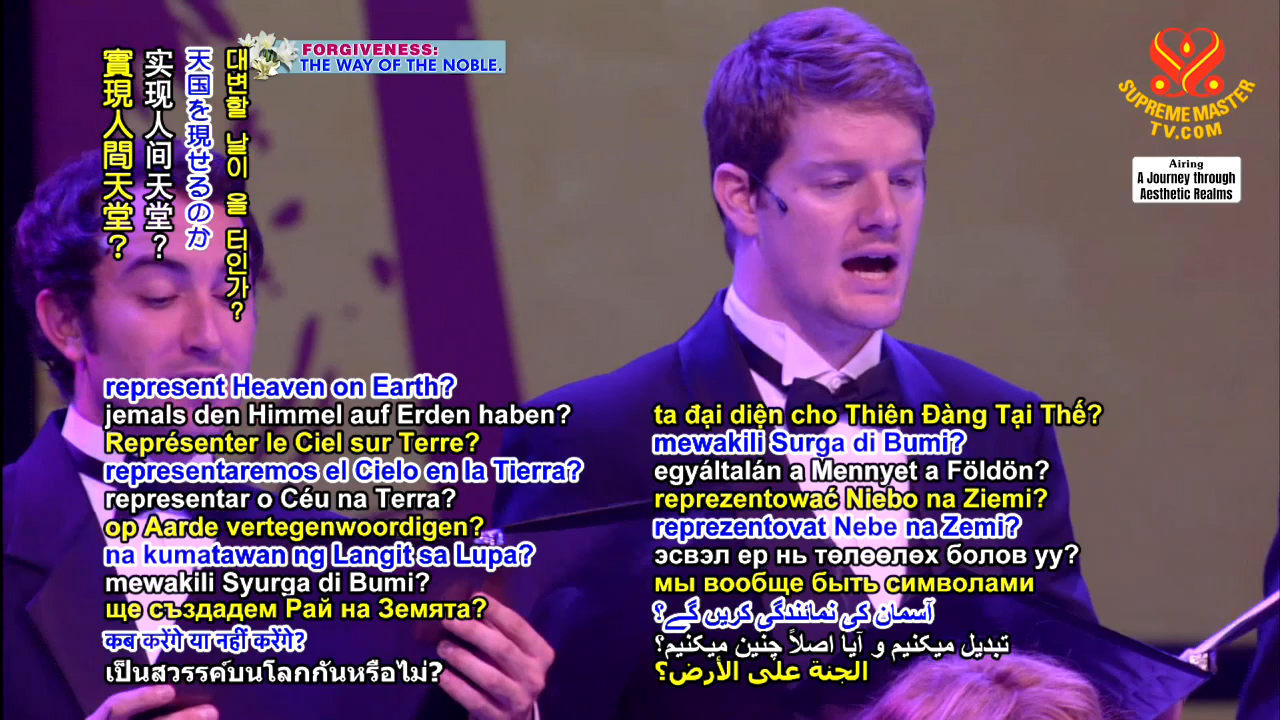 FORGIVENESS:
THE WAY OF THE NOBLE.
SUPREME MASTER
TV.COM
Airing
A Journey through
Aesthetic Realms
대변할 날이 올 터인가?
天国を現せるのか
实现人间天堂？
實現人間天堂？
represent Heaven on Earth?
jemals den Himmel auf Erden haben?
Représenter le Ciel sur Terre?
representaremos el Cielo en la Tierra?
representar o Céu na Terra?
op Aarde vertegenwoordigen?
na kumatawan ng Langit sa Lupa?
mewakili Syurga di Bumi?
ще създадем Рай на Земята?
कब करेंगे या नहीं करेंगे?
เป็นสวรรค์บนโลกกันหรือไม่?
ta đại diện cho Thiên Đàng Tại Thế?
mewakili Surga di Bumi?
egyáltalán a Mennyet a Földön?
reprezentować Niebo na Ziemi?
reprezentovat Nebe na Zemi?
эсвэл ер нь төлөөлөх болов уу?
мы вообще быть символами
آسمان کی نمائندگی کریں گے؟
تبدیل میکنیم و آیا اصلاً چنین میکنیم؟
الجنة على الأرض؟